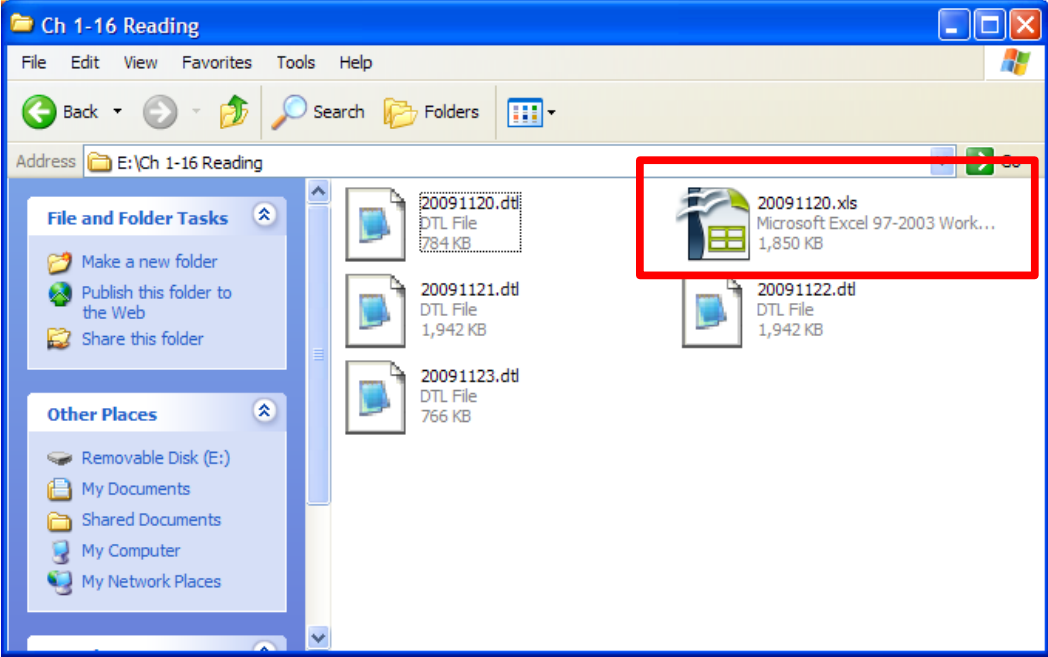 Ch 1-16 Reading
File Edit View Favorites Tools Help
Back Search Folders
Address E:\Ch 1-16 Reading Go
File and Folder Tasks
Make a new folder
Publish this folder to
the Web
Share this folder
Other Places
Removable Disk (E:)
My Documents
Shared Documents
My Computer
My Network Places
20091120.dtl
DTL File
784 KB
20091120.xls
Microsoft Excel 97-2003 Work...
1,850 KB
20091121.dtl
DTL File
1,942 KB
20091122.dtl
DTL File
1,942 KB
20091123.dtl
DTL File
766 KB